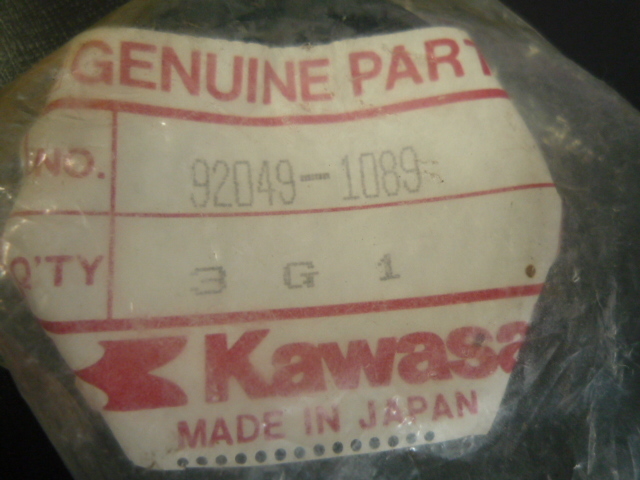 GENUINE PART
NO. 92049-1089
Q'TY 3 G 1
Kawasa
MADE IN JAPAN